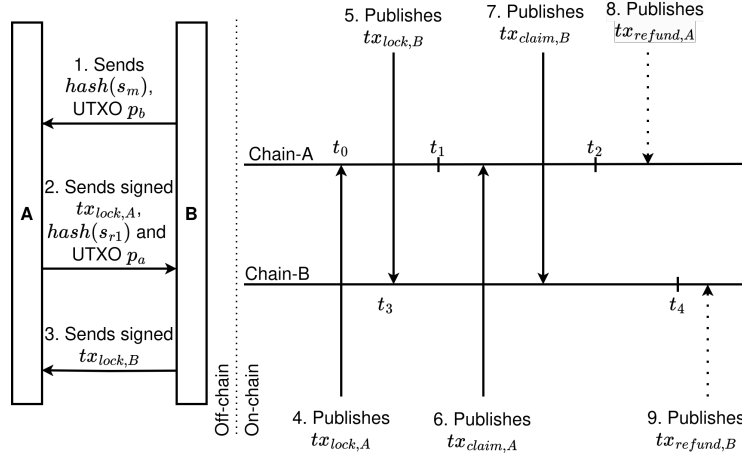 1. Sends
hash(s_m),
UTXO p_b
2. Sends signed
tx_{lock,A},
hash(s_{r1}) and
UTXO p_a
3. Sends signed
tx_{lock,B}
A
B
Off-chain
On-chain
5. Publishes
tx_{lock,B}
7. Publishes
tx_{claim,B}
8. Publishes
tx_{refund,A}
Chain-A
t_0
t_1
t_2
Chain-B
t_3
t_4
4. Publishes
tx_{lock,A}
6. Publishes
tx_{claim,A}
9. Publishes
tx_{refund,B}